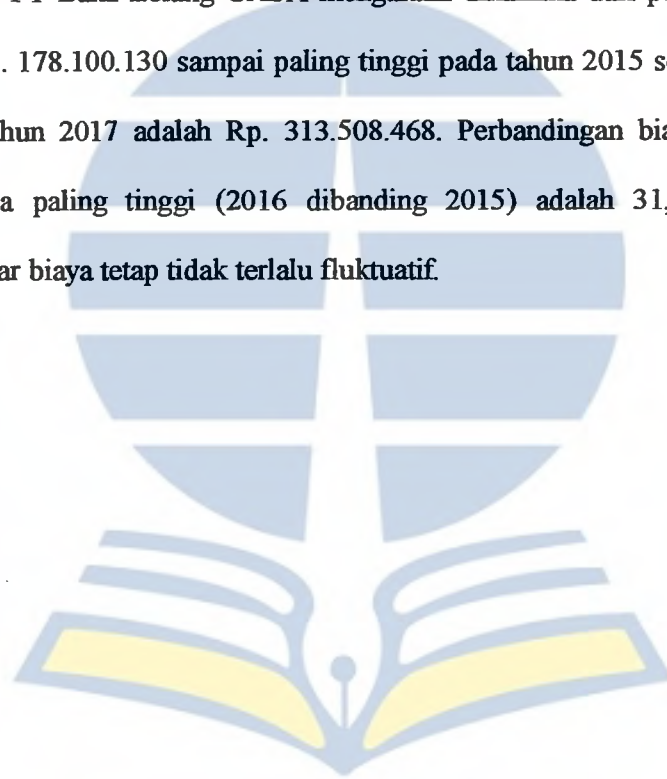 . 178.100.130 sampai paling tinggi pada tahun 2015 s
hun 2017 adalah Rp. 313.508.468. Perbandingan bia
a paling tinggi (2016 dibanding 2015) adalah 31,
ar biaya tetap tidak terlalu fluktuatif.